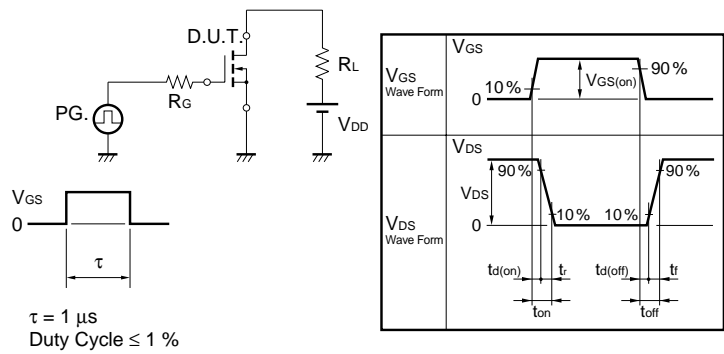 D.U.T.
RL
RG
PG.
VDD
VGS
0
τ
τ = 1 μs
Duty Cycle ≤ 1 %
VGS
Wave Form
VGS
10 %
0
VGS(on)
90 %
VDS
Wave Form
VDS
90 %
VDS
0
10 %
10 %
90 %
td(on)
tr
td(off)
tf
ton
toff